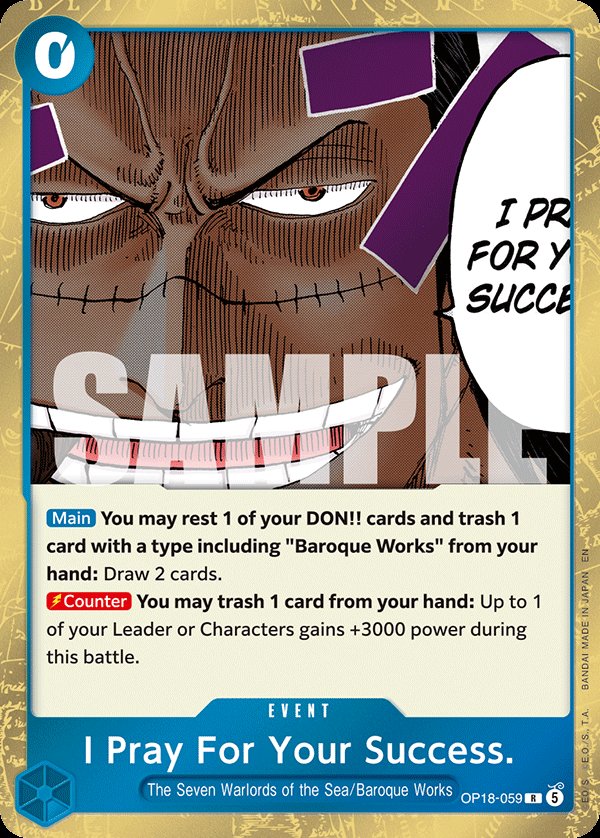 0
I PR
FOR Y
SUCCE
SAMPLE
Main You may rest 1 of your DON!! cards and trash 1
card with a type including "Baroque Works" from your
hand: Draw 2 cards.
Counter You may trash 1 card from your hand: Up to 1
of your Leader or Characters gains +3000 power during
this battle.
EVENT
I Pray For Your Success.
The Seven Warlords of the Sea/Baroque Works
OP18-059 R 5
BANDAI MADE IN JAPAN EN